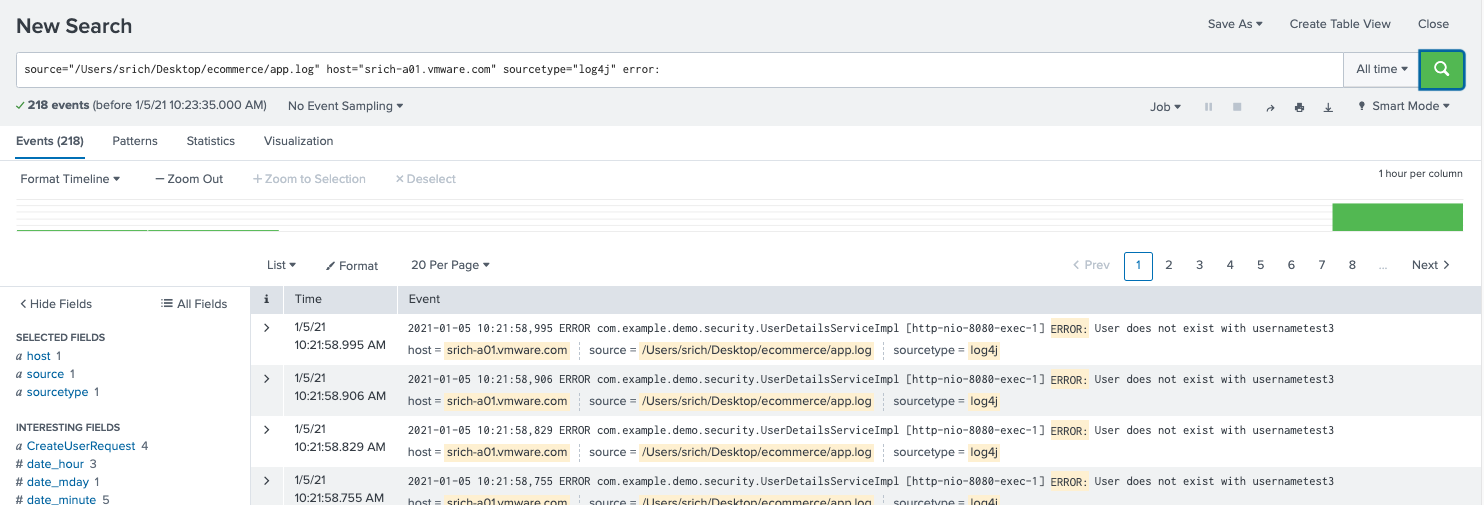 New Search
Save As ▾ Create Table View Close
source="/Users/srich/Desktop/ecommerce/app.log" host="srich-a01.vmware.com" sourcetype="log4j" error:
All time ▾
✓ 218 events (before 1/5/21 10:23:35.000 AM) No Event Sampling ▾
Job ▾ Smart Mode ▾
Events (218) Patterns Statistics Visualization
Format Timeline ▾ — Zoom Out + Zoom to Selection × Deselect
1 hour per column
List ▾ Format 20 Per Page ▾
< Prev 1 2 3 4 5 6 7 8 ... Next >
< Hide Fields All Fields
i Time Event
SELECTED FIELDS
a host 1
a source 1
a sourcetype 1
INTERESTING FIELDS
a CreateUserRequest 4
# date_hour 3
# date_mday 1
# date_minute 5
> 1/5/21 10:21:58.995 AM
2021-01-05 10:21:58,995 ERROR com.example.demo.security.UserDetailsServiceImpl [http-nio-8080-exec-1] ERROR: User does not exist with usernametest3
host = srich-a01.vmware.com source = /Users/srich/Desktop/ecommerce/app.log sourcetype = log4j
> 1/5/21 10:21:58.906 AM
2021-01-05 10:21:58,906 ERROR com.example.demo.security.UserDetailsServiceImpl [http-nio-8080-exec-1] ERROR: User does not exist with usernametest3
host = srich-a01.vmware.com source = /Users/srich/Desktop/ecommerce/app.log sourcetype = log4j
> 1/5/21 10:21:58.829 AM
2021-01-05 10:21:58,829 ERROR com.example.demo.security.UserDetailsServiceImpl [http-nio-8080-exec-1] ERROR: User does not exist with usernametest3
host = srich-a01.vmware.com source = /Users/srich/Desktop/ecommerce/app.log sourcetype = log4j
> 1/5/21 10:21:58.755 AM
2021-01-05 10:21:58,755 ERROR com.example.demo.security.UserDetailsServiceImpl [http-nio-8080-exec-1] ERROR: User does not exist with usernametest3
host = srich-a01.vmware.com source = /Users/srich/Desktop/ecommerce/app.log sourcetype = log4j